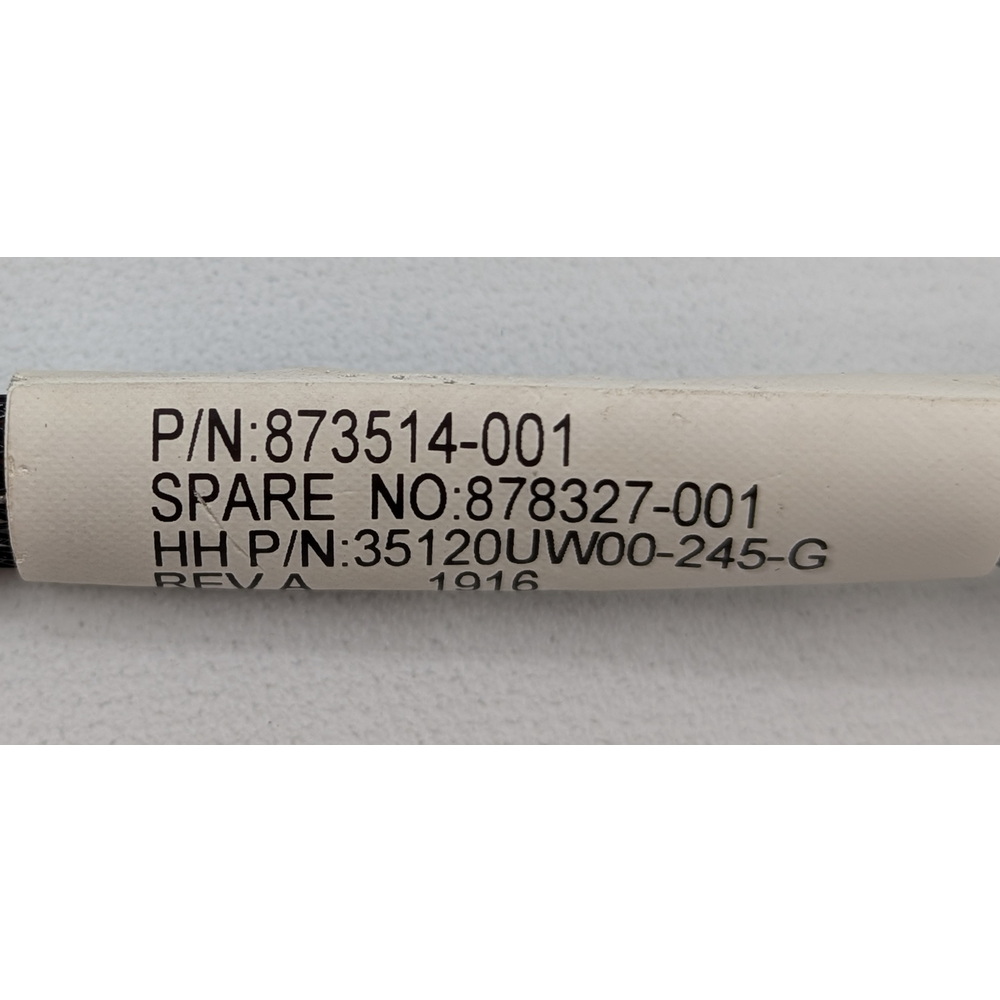 P/N:873514-001
SPARE NO:878327-001
HH P/N:35120UW00-245-G
REV A 1916